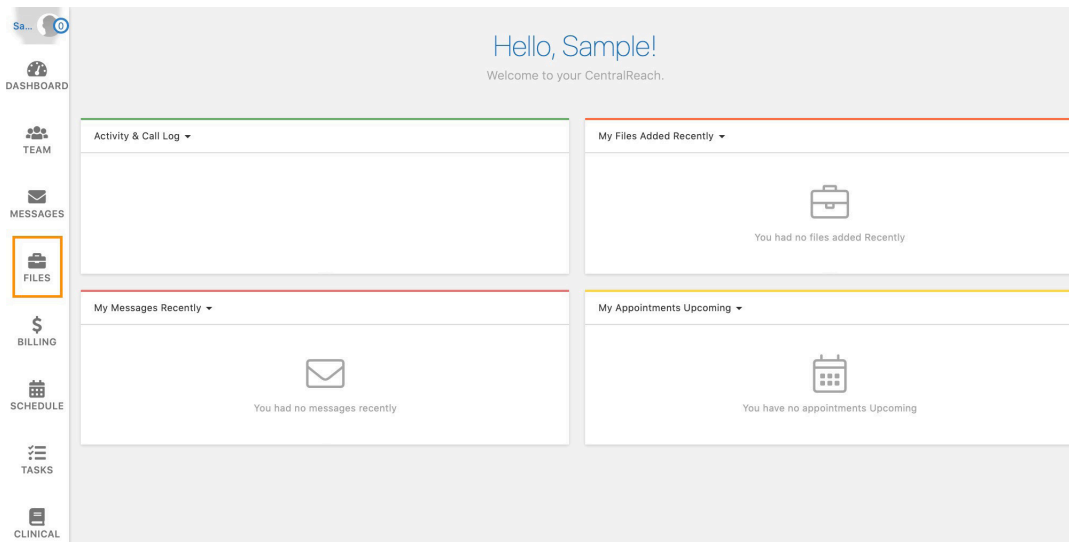 Sa...
0
DASHBOARD
TEAM
MESSAGES
FILES
BILLING
SCHEDULE
TASKS
CLINICAL
Hello, Sample!
Welcome to your CentralReach.
Activity & Call Log
My Files Added Recently
You had no files added Recently
My Messages Recently
You had no messages recently
My Appointments Upcoming
You have no appointments Upcoming